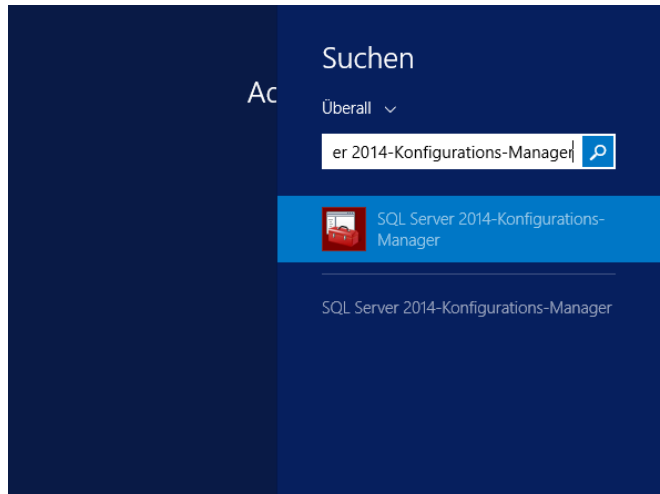 Suchen
Ac
Überall
er 2014-Konfigurations-Manager
SQL Server 2014-Konfigurations-
Manager
SQL Server 2014-Konfigurations-Manager